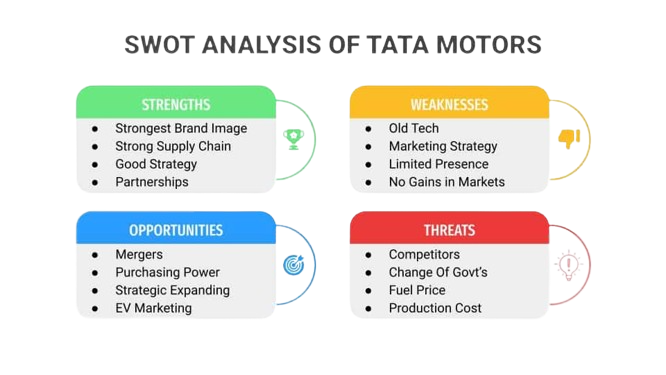 SWOT ANALYSIS OF TATA MOTORS
STRENGTHS
● Strongest Brand Image
● Strong Supply Chain
● Good Strategy
● Partnerships
WEAKNESSES
● Old Tech
● Marketing Strategy
● Limited Presence
● No Gains in Markets
OPPORTUNITIES
● Mergers
● Purchasing Power
● Strategic Expanding
● EV Marketing
THREATS
● Competitors
● Change Of Govt's
● Fuel Price
● Production Cost